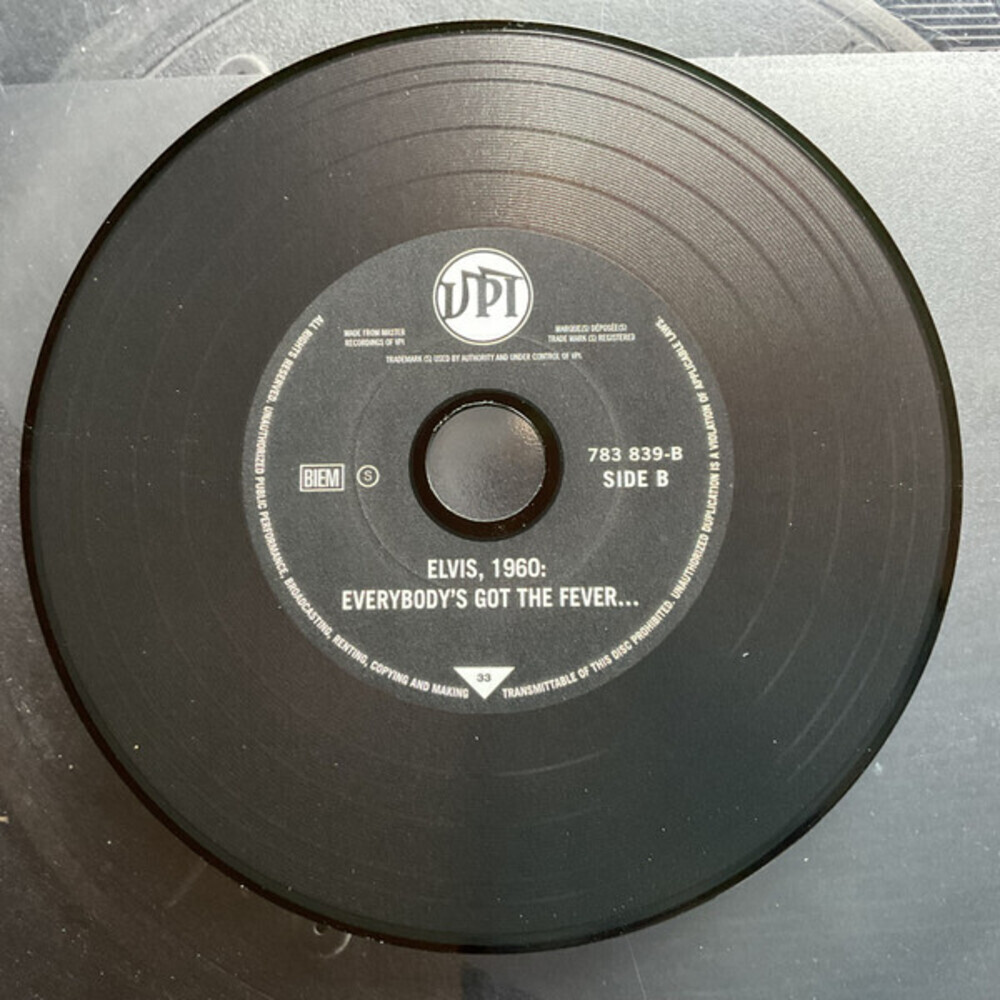 VPI
MADE FROM MASTER
RECORDINGS OF VPI
MARQUE(S) DÉPOSÉE(S)
TRADE MARK (S) REGISTERED
TRADEMARK (S) USED BY AUTHORITY AND UNDER CONTROL OF VPI.
BIEM
S
783 839-B
SIDE B
ELVIS, 1960:
EVERYBODY'S GOT THE FEVER...
33
ALL RIGHTS RESERVED. UNAUTHORIZED PUBLIC PERFORMANCE, BROADCASTING, RENTING, COPYING AND MAKING TRANSMITTABLE OF THIS DISC PROHIBITED. UNAUTHORIZED DUPLICATION IS A VIOLATION OF APPLICABLE LAWS.